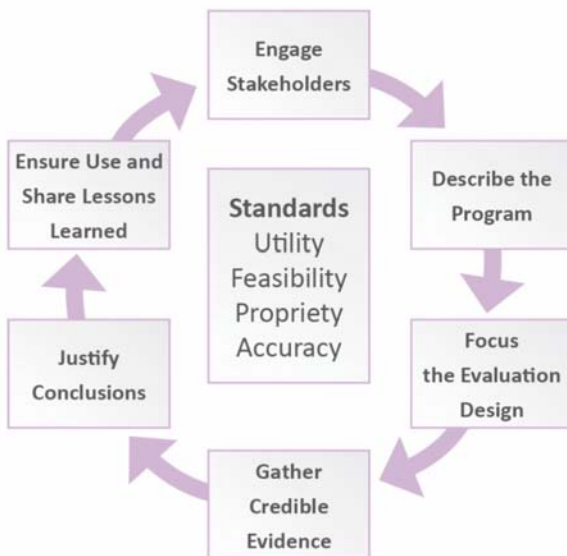 Engage
Stakeholders
Describe the
Program
Focus
the Evaluation
Design
Gather
Credible
Evidence
Justify
Conclusions
Ensure Use and
Share Lessons
Learned
Standards
Utility
Feasibility
Propriety
Accuracy